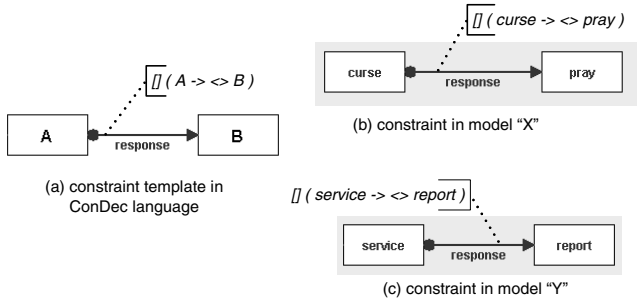 [] ( A -> <> B )
A
response
B
(a) constraint template in
ConDec language
[] ( curse -> <> pray )
curse
response
pray
(b) constraint in model “X”
[] ( service -> <> report )
service
response
report
(c) constraint in model “Y”